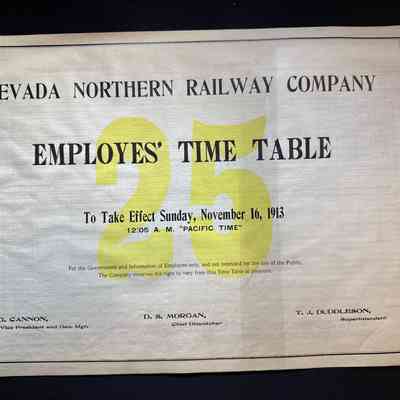 EVADA NORTHERN RAILWAY COMPANY
25
EMPLOYES' TIME TABLE
To Take Effect Sunday, November 16, 1913
12:05 A. M. "PACIFIC TIME"
For the Government and Information of Employes only, and not intended for the use of the Public.
The Company reserves the right to vary from this Time Table at pleasure.
G. CANNON,
Vice President and Gen. Mgr.
D. S. MORGAN,
Chief Dispatcher
T. J. DUDDLESON,
Superintendent